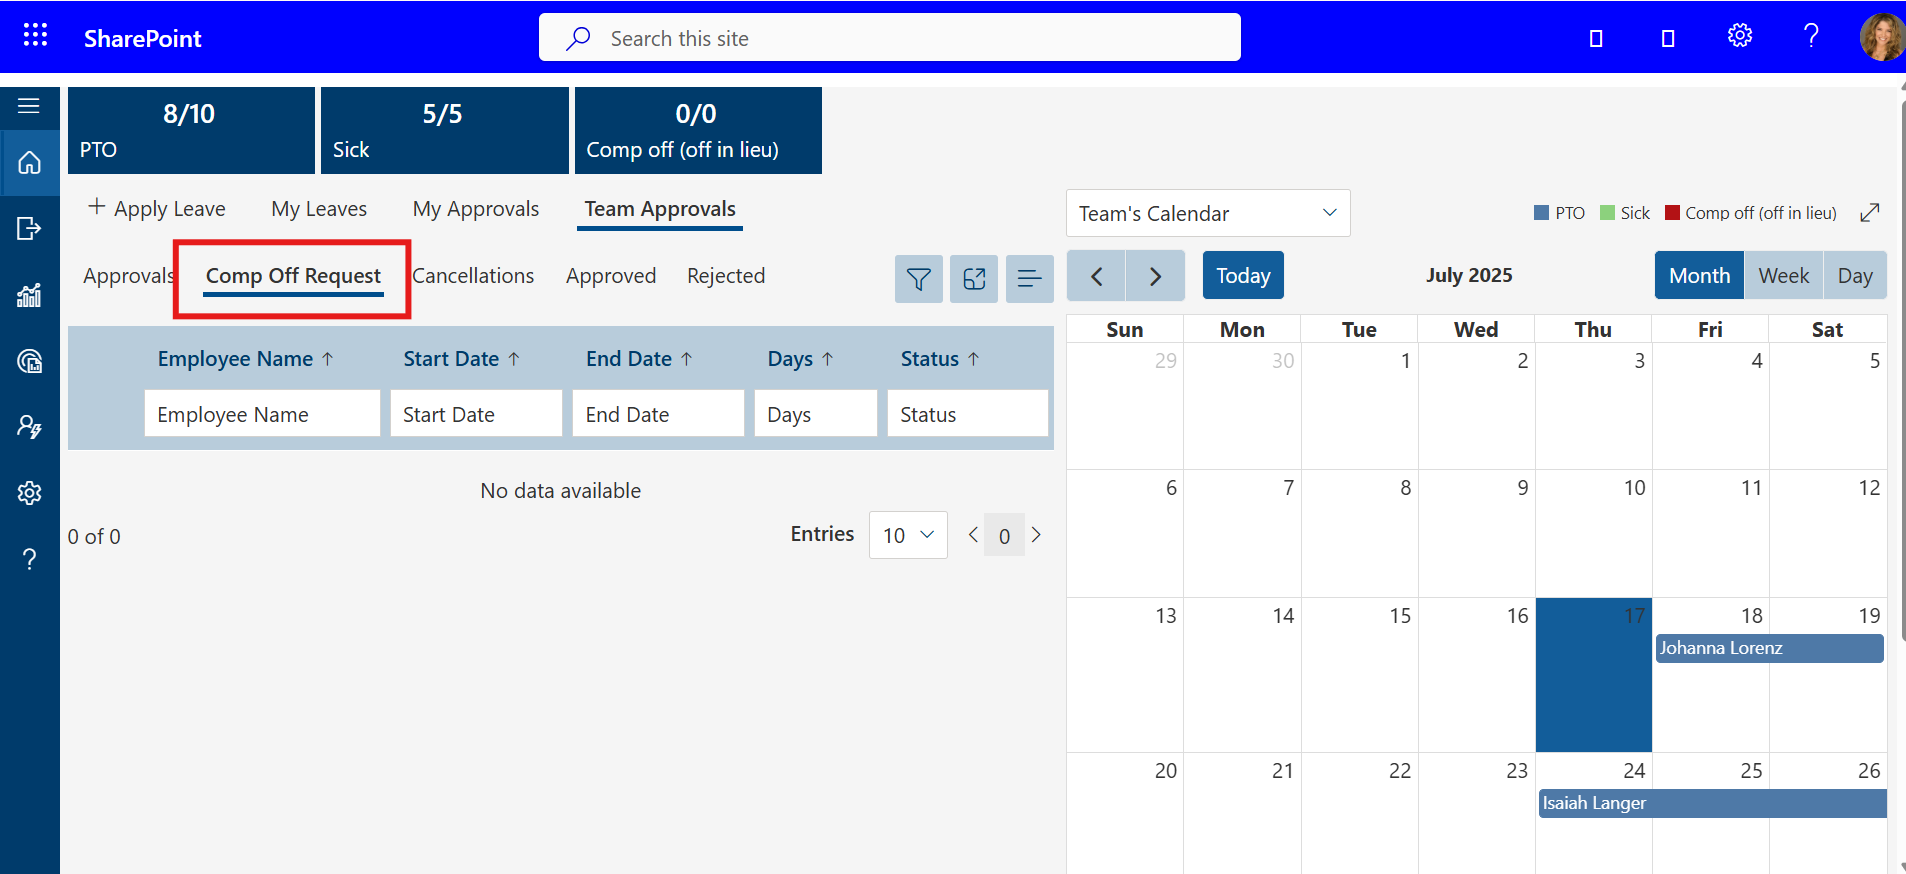 SharePoint
Search this site
8/10
PTO
5/5
Sick
0/0
Comp off (off in lieu)
+ Apply Leave
My Leaves
My Approvals
Team Approvals
Approvals
Comp Off Request
Cancellations
Approved
Rejected
Employee Name ↑
Start Date ↑
End Date ↑
Days ↑
Status ↑
Employee Name
Start Date
End Date
Days
Status
No data available
0 of 0
Entries
10
0
Team's Calendar
PTO
Sick
Comp off (off in lieu)
Today
July 2025
Month
Week
Day
Sun Mon Tue Wed Thu Fri Sat
29 30 1 2 3 4 5
6 7 8 9 10 11 12
13 14 15 16 17 18 19
Johanna Lorenz
20 21 22 23 24 25 26
Isaiah Langer